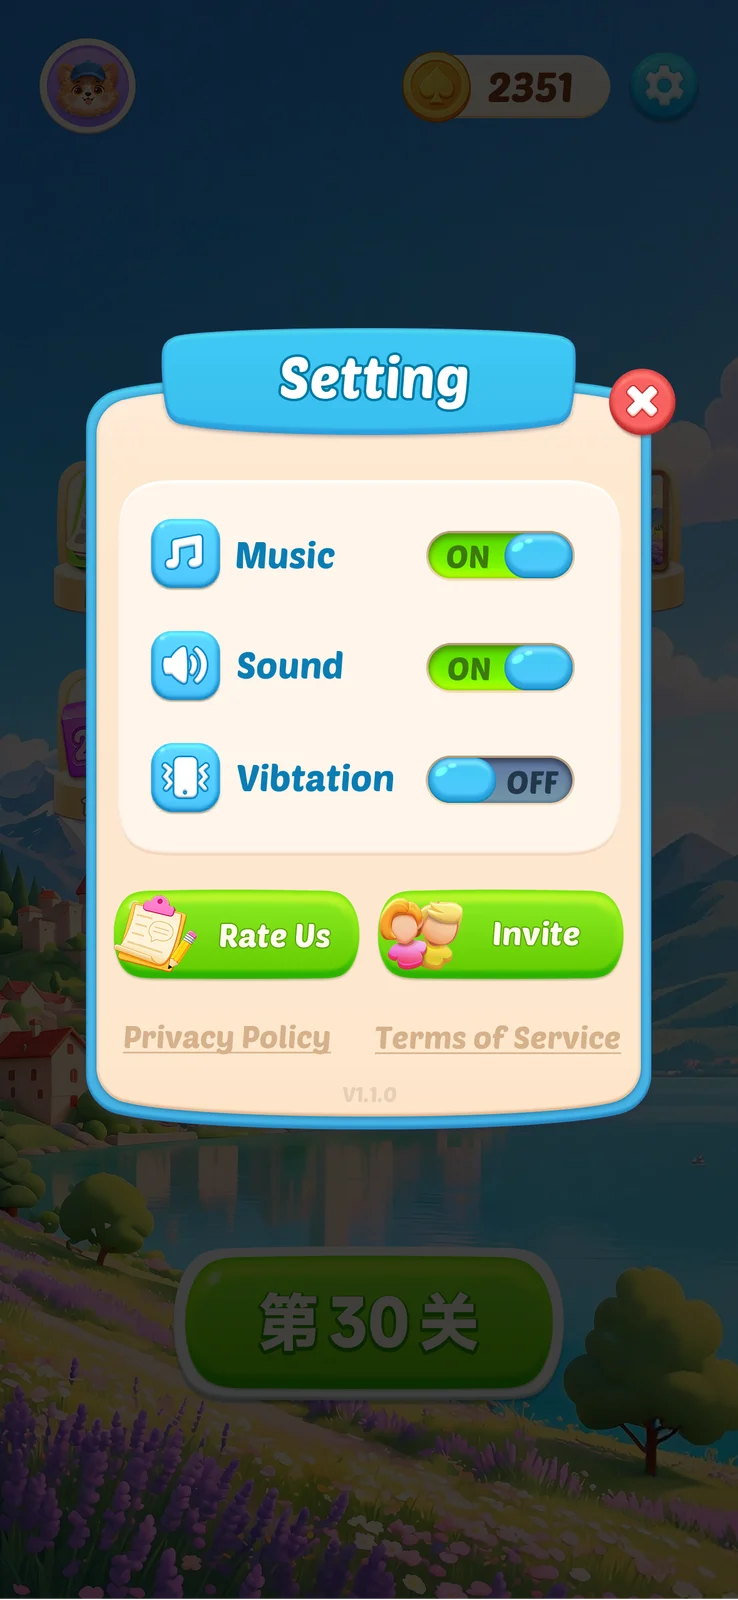 2351
Setting
Music ON
Sound ON
Vibtation OFF
Rate Us Invite
Privacy Policy Terms of Service
V1.1.0
第30关